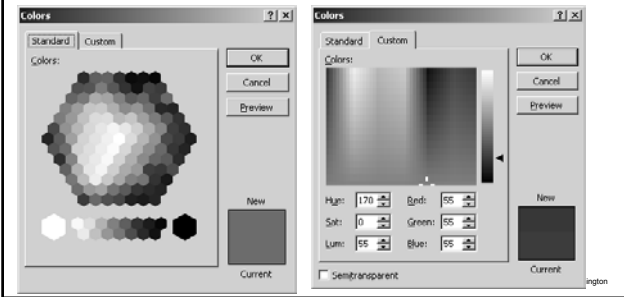 Colors
Standard Custom
Colors:
OK
Cancel
Preview
New
Current
Colors
Standard Custom
Colors:
OK
Cancel
Preview
Hue: 170 Red: 55
Sat: 0 Green: 55
Lum: 55 Blue: 55
New
Current
Semitransparent
ington